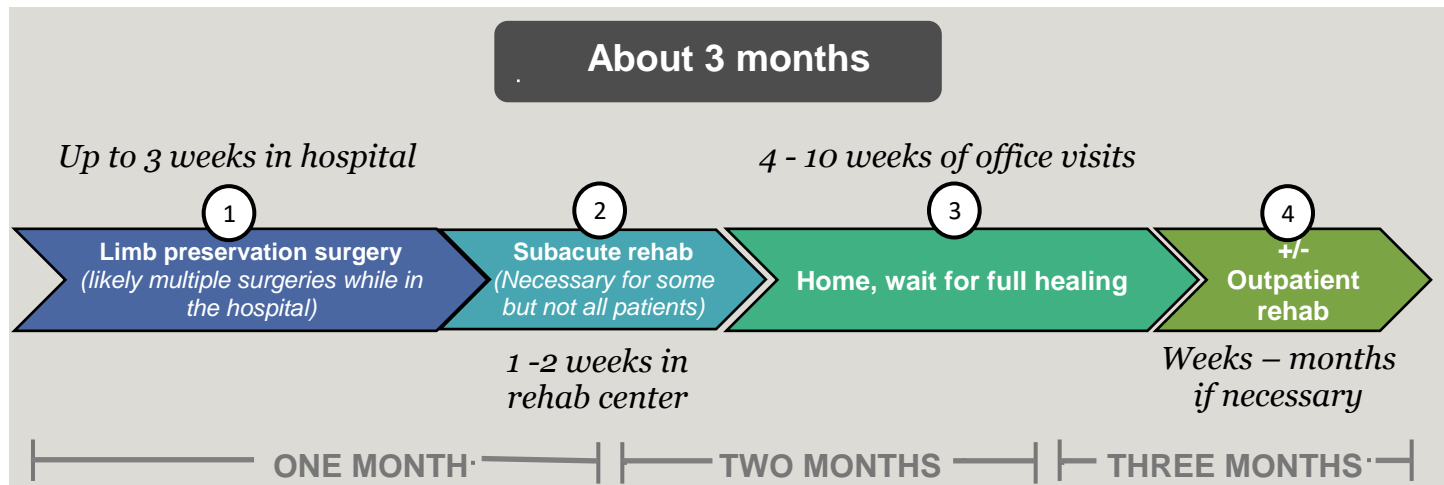 About 3 months
.
Up to 3 weeks in hospital
4 - 10 weeks of office visits
1
2
3
4
Limb preservation surgery
(likely multiple surgeries while in
the hospital)
Subacute rehab
(Necessary for some
but not all patients)
Home, wait for full healing
+/-
Outpatient
rehab
1 -2 weeks in
rehab center
Weeks – months
if necessary
ONE MONTH
TWO MONTHS
THREE MONTHS